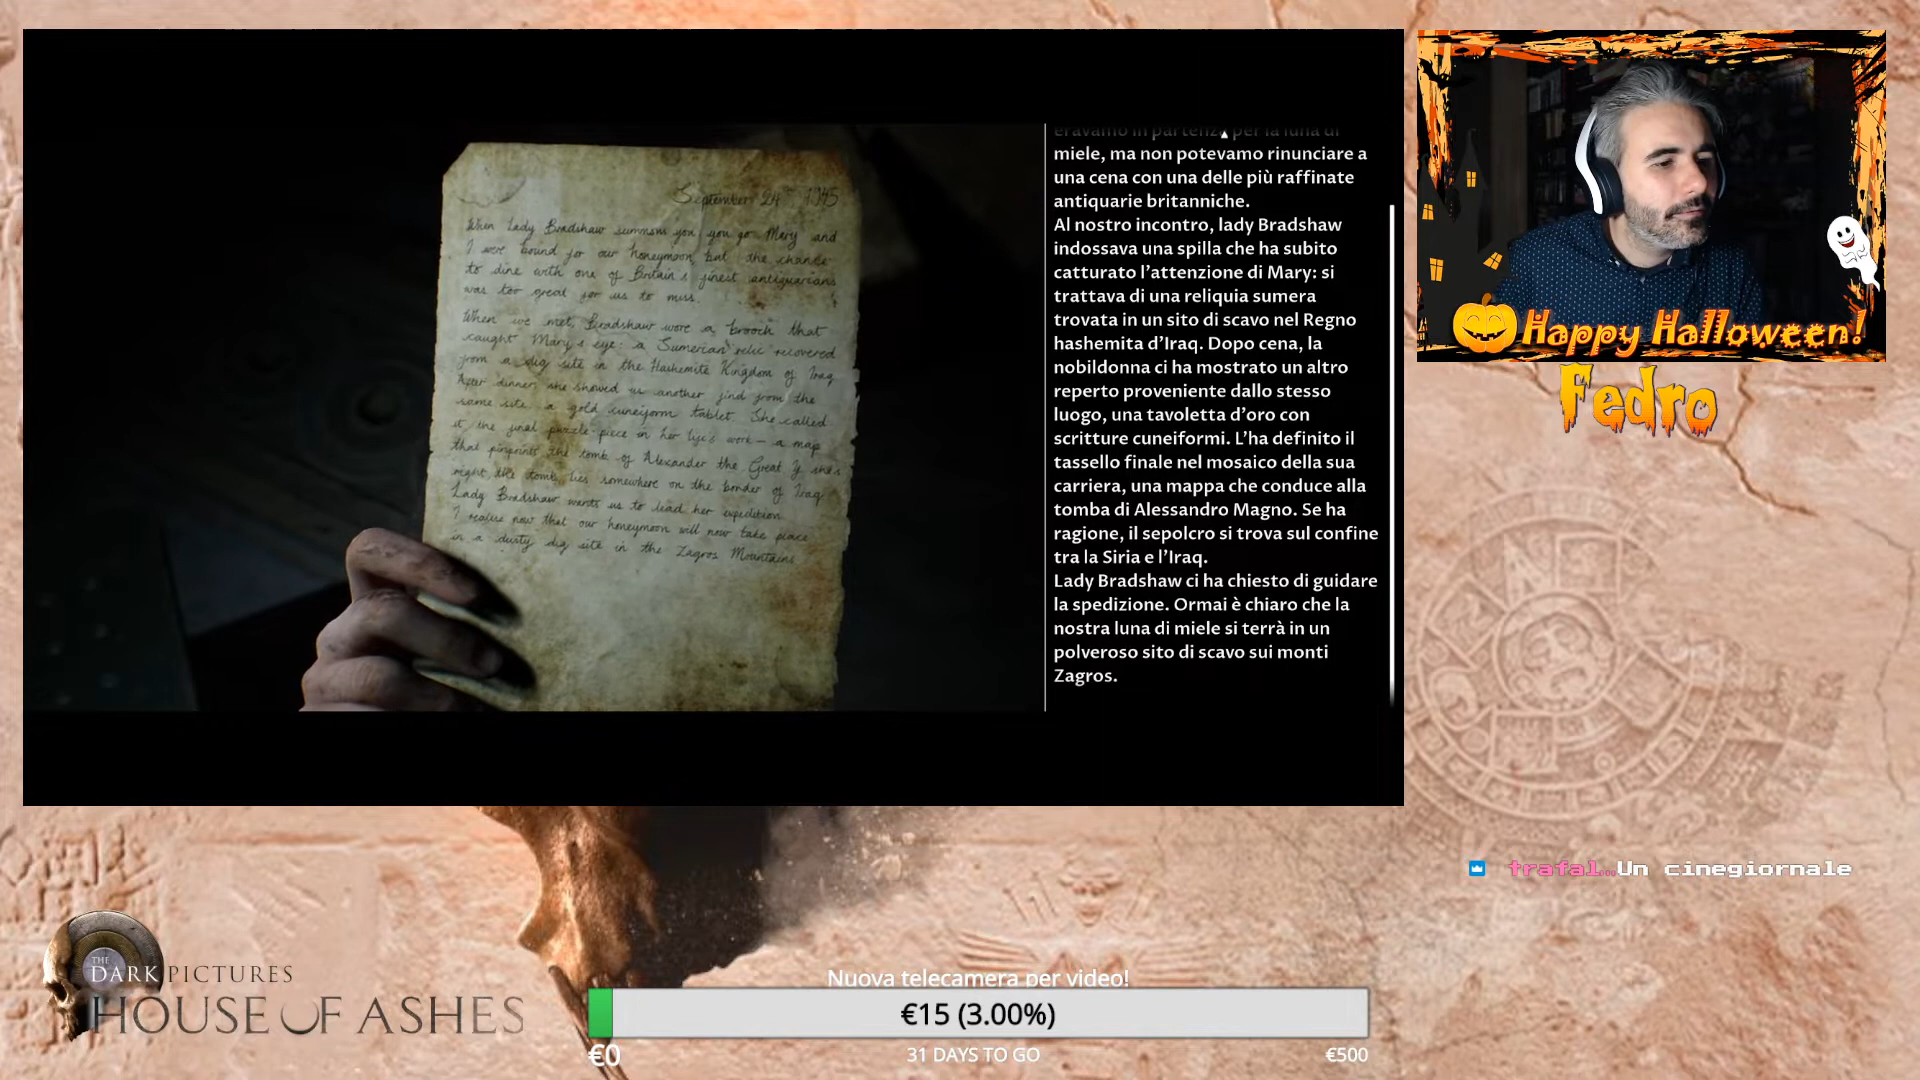 September 24th 1945
When Lady Bradshaw summons you, you go. Mary and
I were bound for our honeymoon, but the chance
to dine with one of Britain's finest antiquarians
was too great for us to miss.
When we met, Bradshaw wore a brooch that
caught Mary's eye: a Sumerian relic recovered
from a dig site in the Hashemite Kingdom of Iraq
After dinner, she showed us another find from the
same site: a gold cuneiform tablet. She called
it the final puzzle-piece in her life's work — a map
that pinpoints the tomb of Alexander the Great If she's
right, the tomb lies somewhere on the border of Iraq
Lady Bradshaw wants us to lead her expedition
I realise now that our honeymoon will now take place
in a dusty dig site in the Zagros Mountains
eravamo in partenza per la luna di
miele, ma non potevamo rinunciare a
una cena con una delle più raffinate
antiquarie britanniche.
Al nostro incontro, lady Bradshaw
indossava una spilla che ha subito
catturato l'attenzione di Mary: si
trattava di una reliquia sumera
trovata in un sito di scavo nel Regno
hashemita d'Iraq. Dopo cena, la
nobildonna ci ha mostrato un altro
reperto proveniente dallo stesso
luogo, una tavoletta d'oro con
scritture cuneiformi. L'ha definito il
tassello finale nel mosaico della sua
carriera, una mappa che conduce alla
tomba di Alessandro Magno. Se ha
ragione, il sepolcro si trova sul confine
tra la Siria e l'Iraq.
Lady Bradshaw ci ha chiesto di guidare
la spedizione. Ormai è chiaro che la
nostra luna di miele si terrà in un
polveroso sito di scavo sui monti
Zagros.
Happy Halloween!
Fedro
trafal…Un cinegiornale
THE
DARK PICTURES
HOUSE OF ASHES
Nuova telecamera per video!
€15 (3.00%)
€0
31 DAYS TO GO
€500